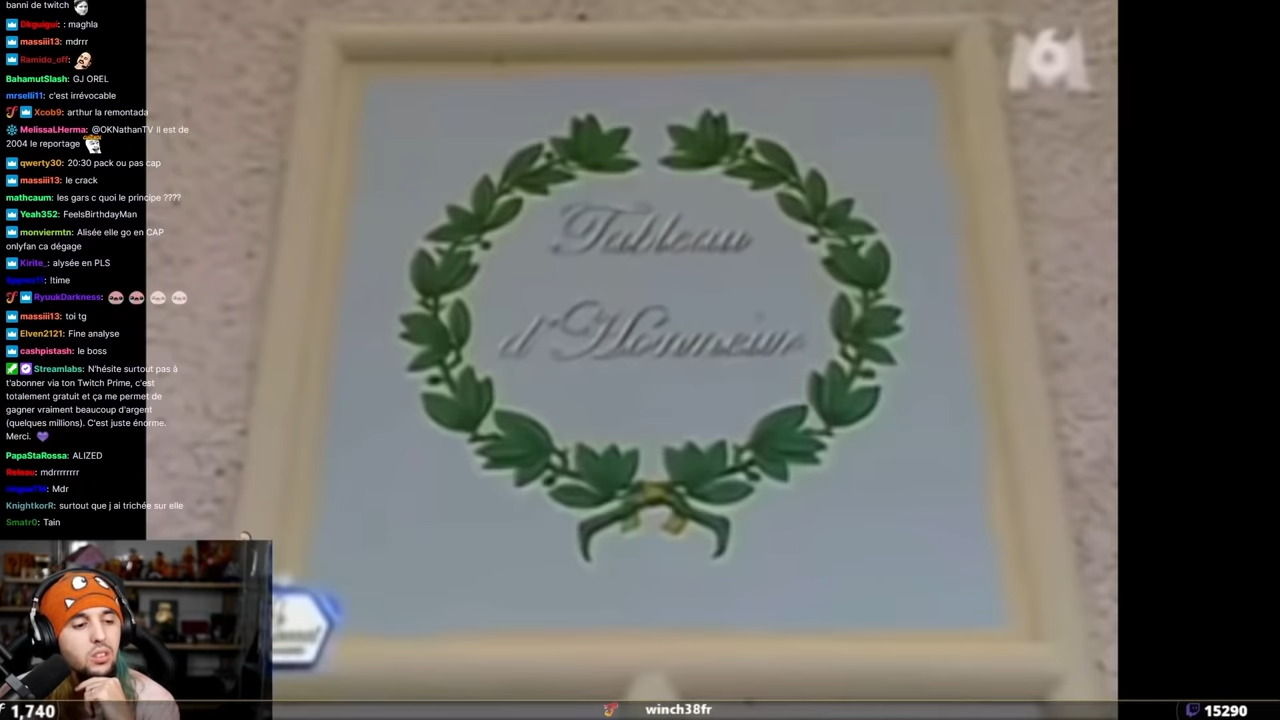 banni de twitch
Dkguigui: : maghla
massiii13: mdrrr
Ramido_off:
BahamutSlash: GJ OREL
mrselli11: c'est irrévocable
Xcob9: arthur la remontada
MelissaLHerma: @OKNathanTV Il est de
2004 le reportage
qwerty30: 20:30 pack ou pas cap
massiii13: le crack
mathcaum: les gars c quoi le principe ????
Yeah352: FeelsBirthdayMan
monviermtn: Alisée elle go en CAP
onlyfan ca dégage
Kirite_: alysée en PLS
!time
RyuukDarkness:
massiii13: toi tg
Elven2121: Fine analyse
cashpistash: le boss
Streamlabs: N'hésite surtout pas à
t'abonner via ton Twitch Prime, c'est
totalement gratuit et ça me permet de
gagner vraiment beaucoup d'argent
(quelques millions). C'est juste énorme.
Merci.
PapaStaRossa: ALIZED
Releau: mdrrrrrrr
Mdr
KnightkorR: surtout que j ai trichée sur elle
Smatr0: Tain
M6
Tableau
d'Honneur
1,740
winch38fr
15290